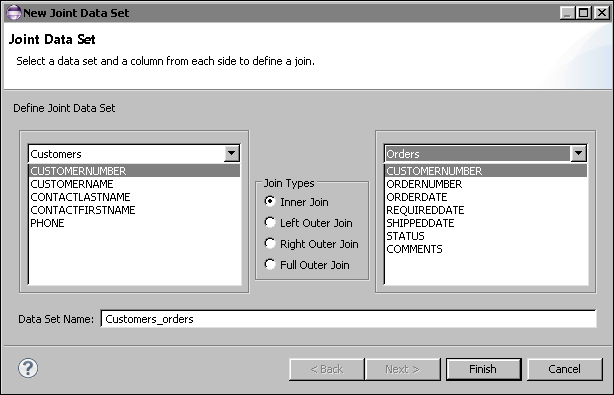 New Joint Data Set
Joint Data Set
Select a data set and a column from each side to define a join.
Define Joint Data Set
Customers
CUSTOMERNUMBER
CUSTOMERNAME
CONTACTLASTNAME
CONTACTFIRSTNAME
PHONE
Join Types
Inner Join
Left Outer Join
Right Outer Join
Full Outer Join
Orders
CUSTOMERNUMBER
ORDERNUMBER
ORDERDATE
REQUIREDDATE
SHIPPEDDATE
STATUS
COMMENTS
Data Set Name: Customers_orders
? < Back Next > Finish Cancel